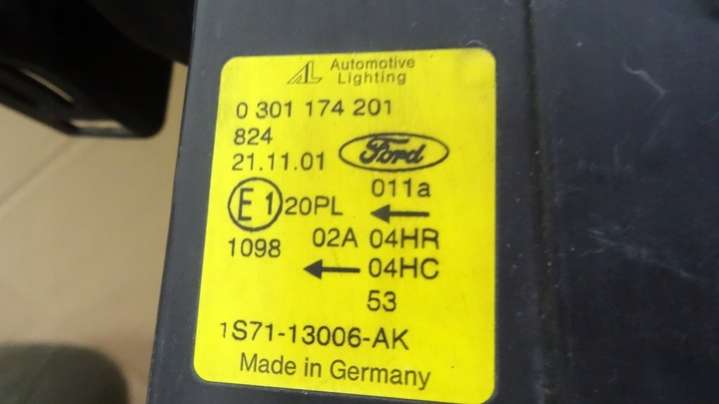 AL Automotive
Lighting
0 301 174 201
824
21.11.01 Ford
011a
E1 20PL
1098 02A 04HR
04HC
53
1S71-13006-AK
Made in Germany